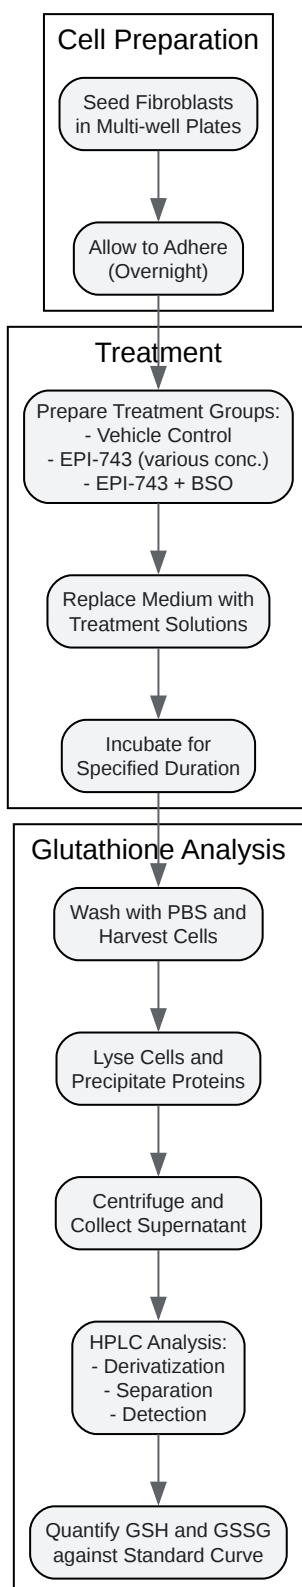 Cell Preparation
Seed Fibroblasts
in Multi-well Plates
Allow to Adhere
(Overnight)
Treatment
Prepare Treatment Groups:
- Vehicle Control
- EPI-743 (various conc.)
- EPI-743 + BSO
Replace Medium with
Treatment Solutions
Incubate for
Specified Duration
Glutathione Analysis
Wash with PBS and
Harvest Cells
Lyse Cells and
Precipitate Proteins
Centrifuge and
Collect Supernatant
HPLC Analysis:
- Derivatization
- Separation
- Detection
Quantify GSH and GSSG
against Standard Curve